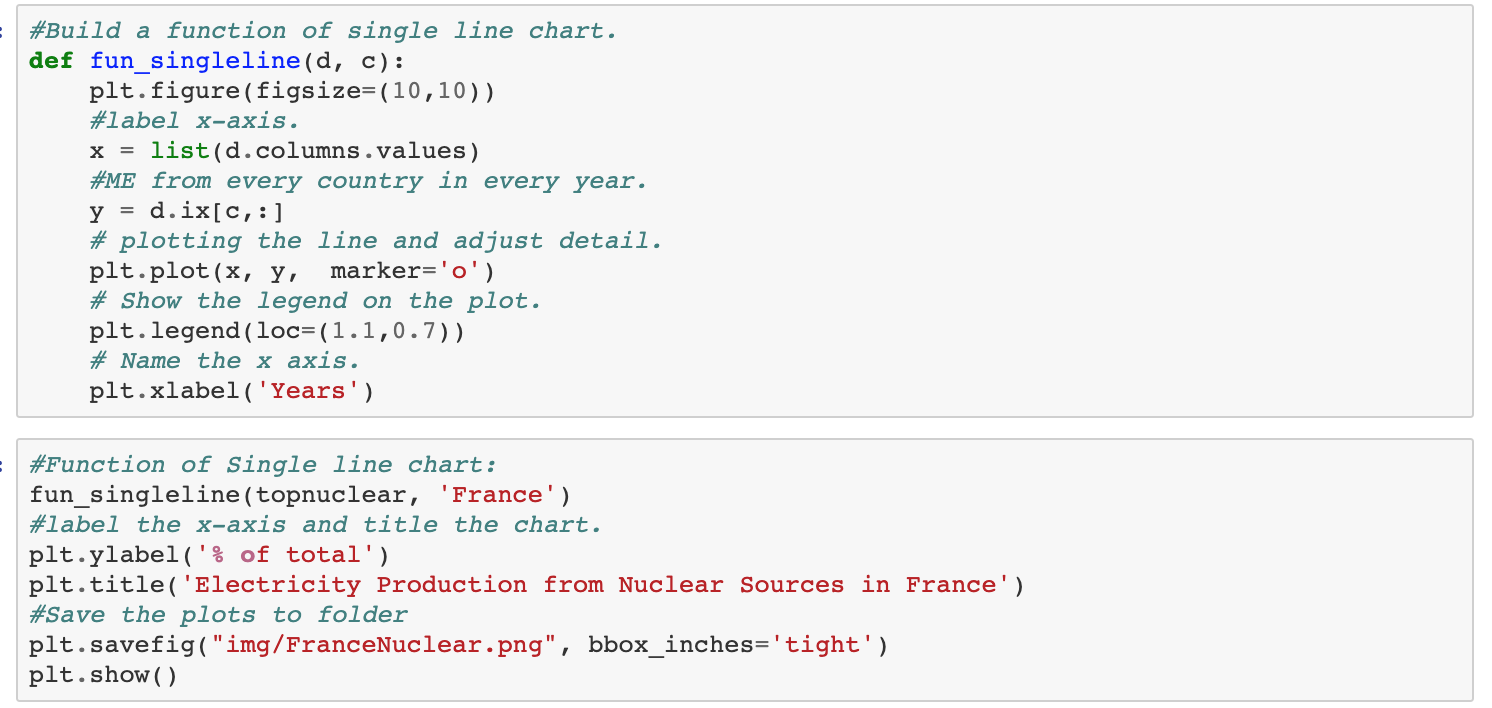 #Build a function of single line chart.
def fun_singleline(d, c):
    plt.figure(figsize=(10,10))
    #label x-axis.
    x = list(d.columns.values)
    #ME from every country in every year.
    y = d.ix[c,:]
    # plotting the line and adjust detail.
    plt.plot(x, y,  marker='o')
    # Show the legend on the plot.
    plt.legend(loc=(1.1,0.7))
    # Name the x axis.
    plt.xlabel('Years')
#Function of Single line chart:
fun_singleline(topnuclear, 'France')
#label the x-axis and title the chart.
plt.ylabel('% of total')
plt.title('Electricity Production from Nuclear Sources in France')
#Save the plots to folder
plt.savefig("img/FranceNuclear.png", bbox_inches='tight')
plt.show()